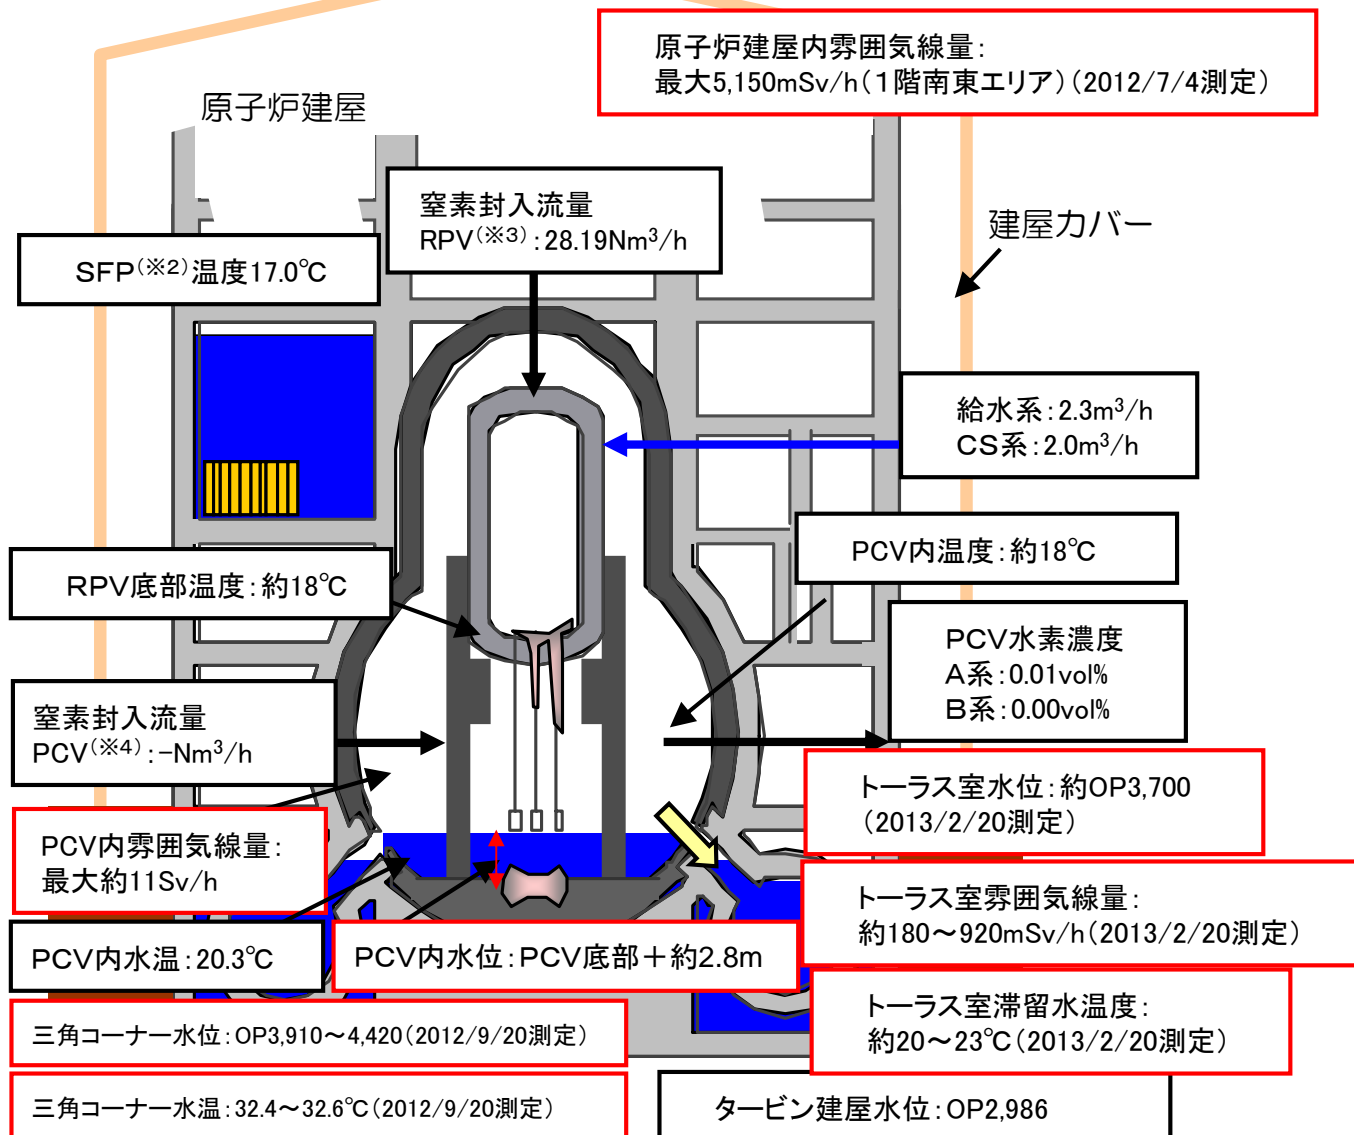 原子炉建屋内雰囲気線量:
最大5,150mSv/h(1階南東エリア)(2012/7/4測定)
原子炉建屋
窒素封入流量
RPV(※3):28.19Nm³/h
建屋カバー
SFP(※2)温度17.0℃
給水系:2.3m³/h
CS系:2.0m³/h
PCV内温度:約18℃
RPV底部温度:約18℃
PCV水素濃度
A系:0.01vol%
B系:0.00vol%
窒素封入流量
PCV(※4):-Nm³/h
トーラス室水位:約OP3,700
(2013/2/20測定)
PCV内雰囲気線量:
最大約11Sv/h
トーラス室雰囲気線量:
約180～920mSv/h(2013/2/20測定)
PCV内水温:20.3℃
PCV内水位:PCV底部+約2.8m
トーラス室滞留水温度:
約20～23℃(2013/2/20測定)
三角コーナー水位:OP3,910～4,420(2012/9/20測定)
三角コーナー水温:32.4～32.6℃(2012/9/20測定)
タービン建屋水位:OP2,986